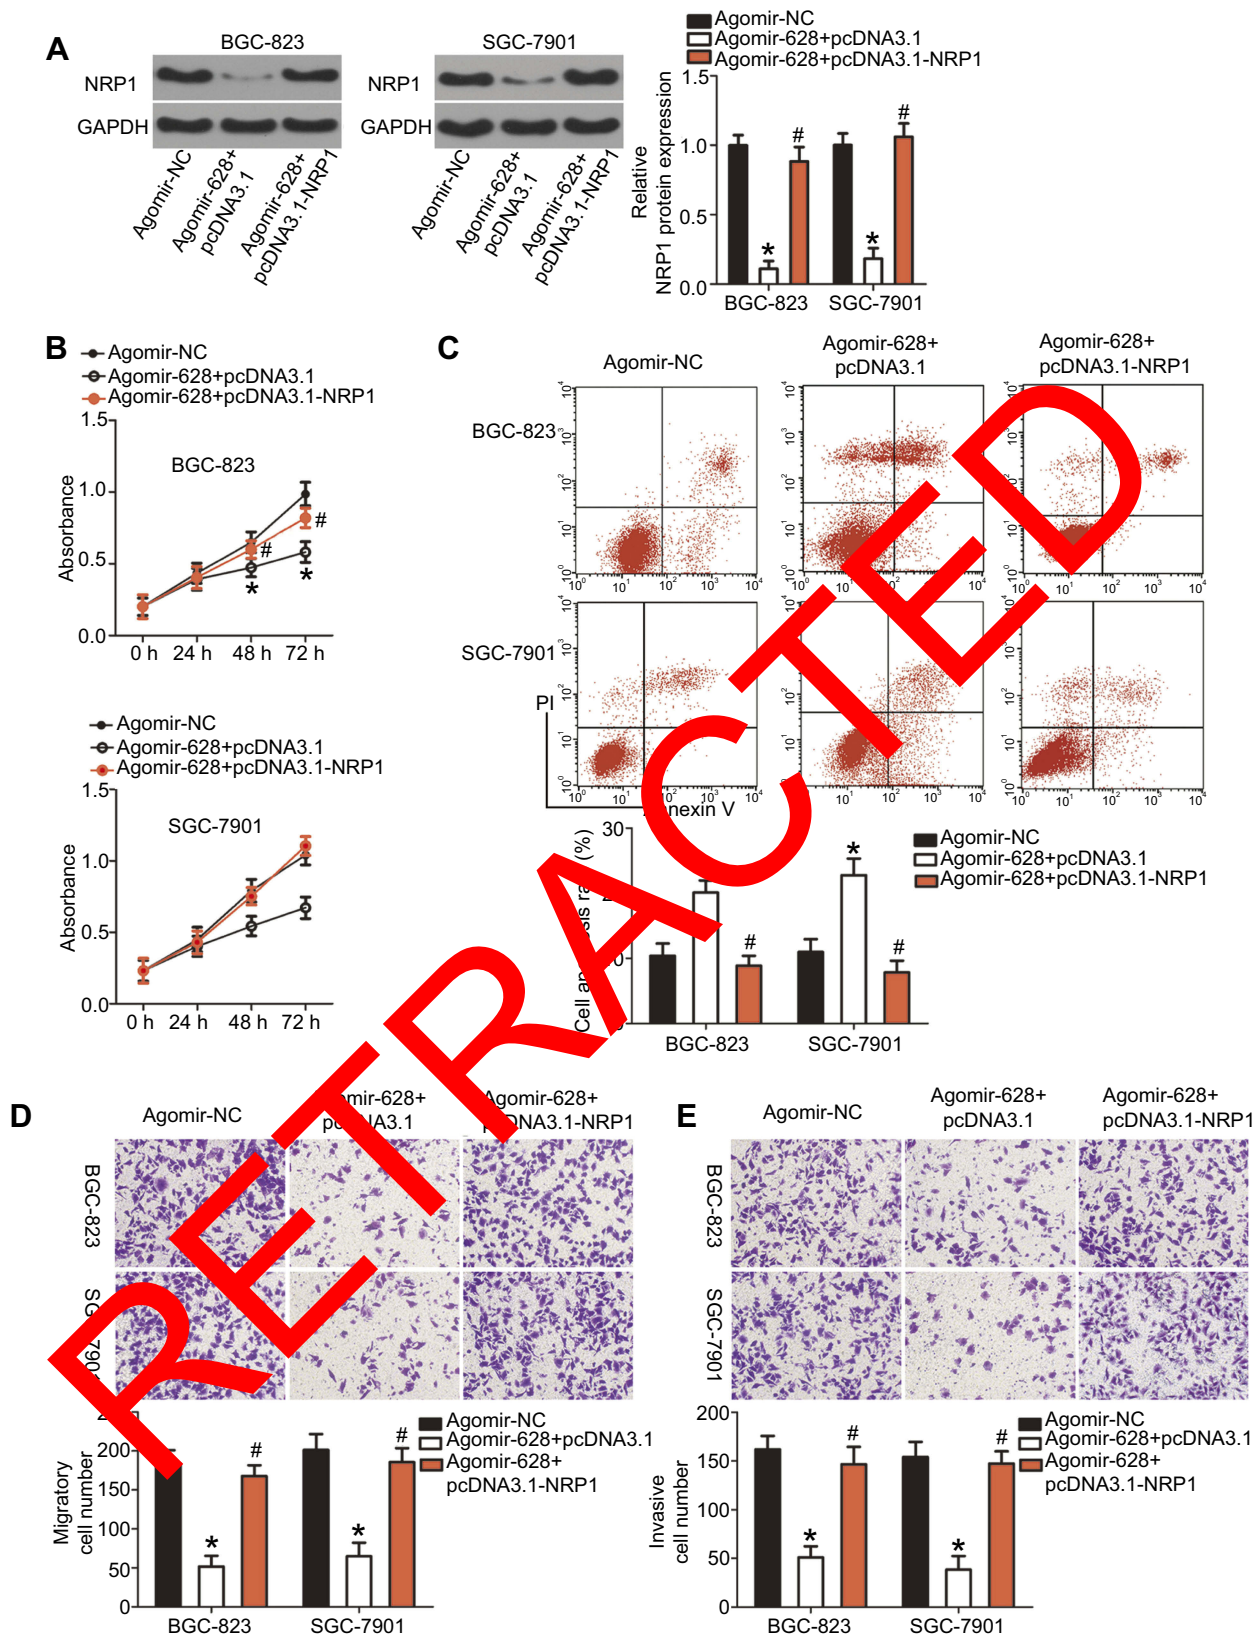 A
BGC-823
SGC-7901
NRP1
GAPDH
NRP1
GAPDH
Agomir-NC
Agomir-628+
pcDNA3.1
Agomir-628+
pcDNA3.1-NRP1
Agomir-NC
Agomir-628+
pcDNA3.1
Agomir-628+
pcDNA3.1-NRP1
Agomir-NC
Agomir-628+pcDNA3.1
Agomir-628+pcDNA3.1-NRP1
Relative
NRP1 protein expression
1.5
1.0
0.5
0.0
* # * #
BGC-823 SGC-7901
B
Agomir-NC
Agomir-628+pcDNA3.1
Agomir-628+pcDNA3.1-NRP1
BGC-823
Absorbance
1.5
1.0
0.5
0.0
# #
* *
0 h 24 h 48 h 72 h
Agomir-NC
Agomir-628+pcDNA3.1
Agomir-628+pcDNA3.1-NRP1
SGC-7901
Absorbance
1.5
1.0
0.5
0.0
0 h 24 h 48 h 72 h
C
Agomir-NC
Agomir-628+
pcDNA3.1
Agomir-628+
pcDNA3.1-NRP1
BGC-823
SGC-7901
PI
30
Agomir-NC
Agomir-628+pcDNA3.1
Agomir-628+pcDNA3.1-NRP1
# * #
BGC-823 SGC-7901
RETRACTED
D
Agomir-NC
BGC-823
Migratory
cell number
200
150
100
50
0
* # * #
BGC-823 SGC-7901
Agomir-NC
Agomir-628+pcDNA3.1
Agomir-628+
pcDNA3.1-NRP1
E
Agomir-NC
Agomir-628+
pcDNA3.1
Agomir-628+
pcDNA3.1-NRP1
BGC-823
SGC-7901
Invasive
cell number
200
150
100
50
0
* # * #
BGC-823 SGC-7901
Agomir-NC
Agomir-628+pcDNA3.1
Agomir-628+
pcDNA3.1-NRP1